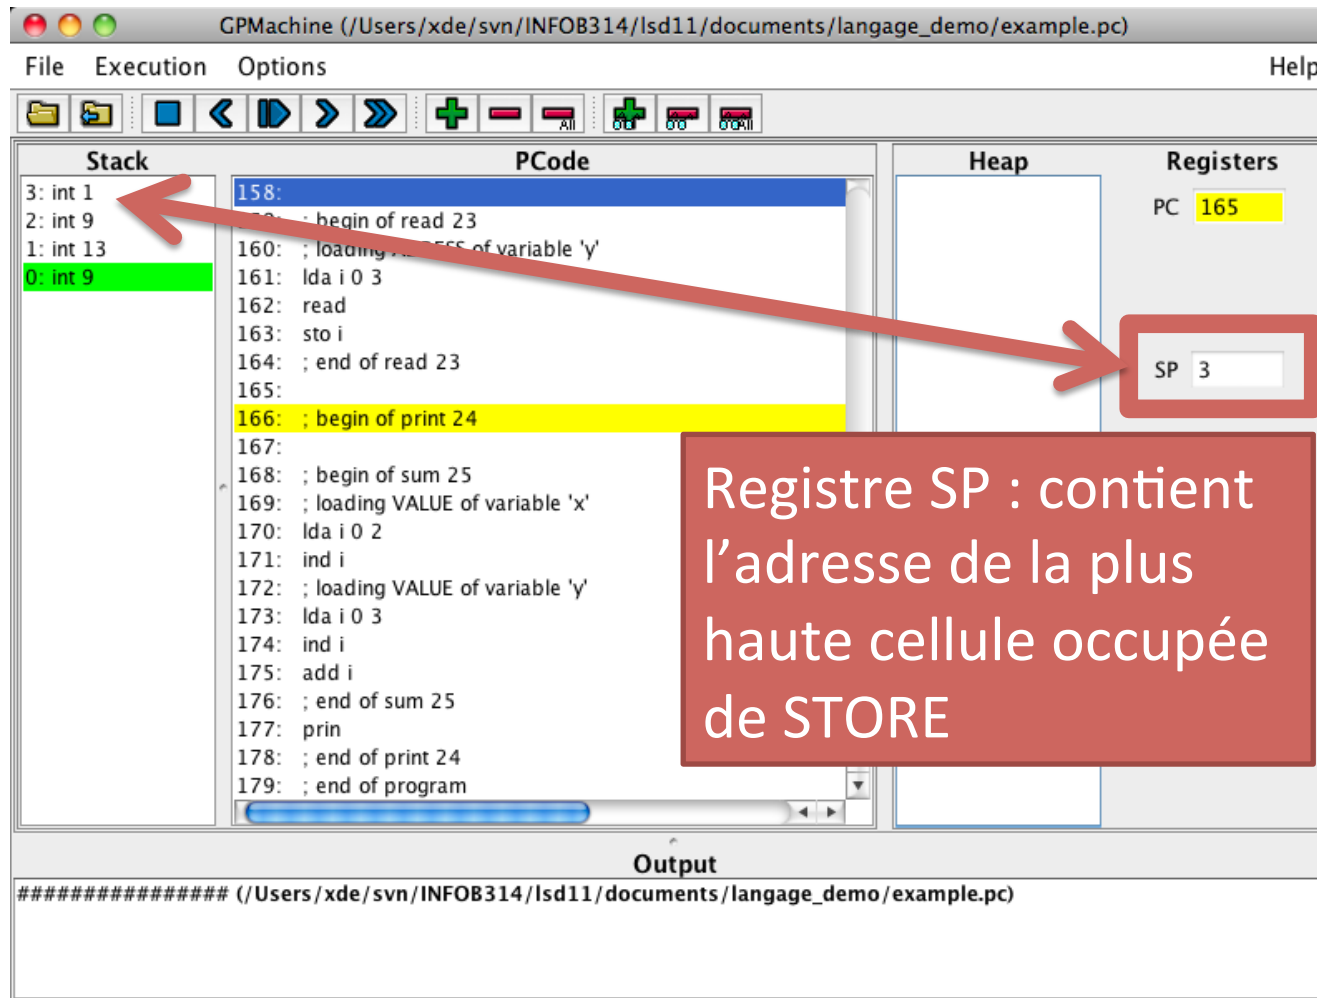 GPMachine (/Users/xde/svn/INFOB314/lsd11/documents/langage_demo/example.pc)
File Execution Options Help
All
All
Stack
3: int 1
2: int 9
1: int 13
0: int 9
PCode
158:
; begin of read 23
160: ; loading ADDRESS of variable 'y'
161: lda i 0 3
162: read
163: sto i
164: ; end of read 23
165:
166: ; begin of print 24
167:
168: ; begin of sum 25
169: ; loading VALUE of variable 'x'
170: lda i 0 2
171: ind i
172: ; loading VALUE of variable 'y'
173: lda i 0 3
174: ind i
175: add i
176: ; end of sum 25
177: prin
178: ; end of print 24
179: ; end of program
Heap
Registers
PC 165
SP 3
Registre SP : contient
l’adresse de la plus
haute cellule occupée
de STORE
Output
################ (/Users/xde/svn/INFOB314/lsd11/documents/langage_demo/example.pc)